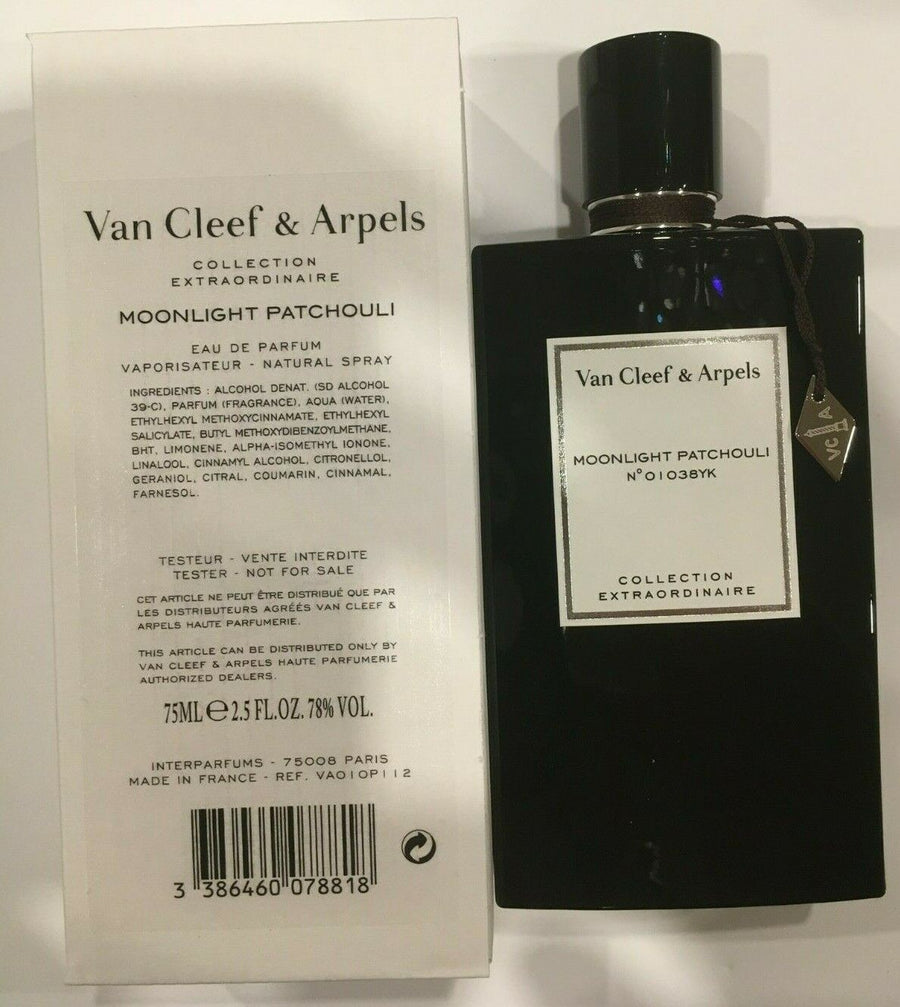 Van Cleef & Arpels
COLLECTION
EXTRAORDINAIRE
MOONLIGHT PATCHOULI
EAU DE PARFUM
VAPORISATEUR - NATURAL SPRAY
INGREDIENTS : ALCOHOL DENAT. (SD ALCOHOL
39-C), PARFUM (FRAGRANCE), AQUA (WATER),
ETHYLHEXYL METHOXYCINNAMATE, ETHYLHEXYL
SALICYLATE, BUTYL METHOXYDIBENZOYLMETHANE,
BHT, LIMONENE, ALPHA-ISOMETHYL IONONE,
LINALOOL, CINNAMYL ALCOHOL, CITRONELLOL,
GERANIOL, CITRAL, COUMARIN, CINNAMAL,
FARNESOL.
TESTEUR - VENTE INTERDITE
TESTER - NOT FOR SALE
CET ARTICLE NE PEUT ÊTRE DISTRIBUÉ QUE PAR
LES DISTRIBUTEURS AGRÉÉS VAN CLEEF &
ARPELS HAUTE PARFUMERIE.
THIS ARTICLE CAN BE DISTRIBUTED ONLY BY
VAN CLEEF & ARPELS HAUTE PARFUMERIE
AUTHORIZED DEALERS.
75ML ℮ 2.5 FL.OZ. 78% VOL.
INTERPARFUMS - 75008 PARIS
MADE IN FRANCE - REF. VA010P112
3 386460 078818
Van Cleef & Arpels
MOONLIGHT PATCHOULI
N°01038YK
COLLECTION
EXTRAORDINAIRE
VC A